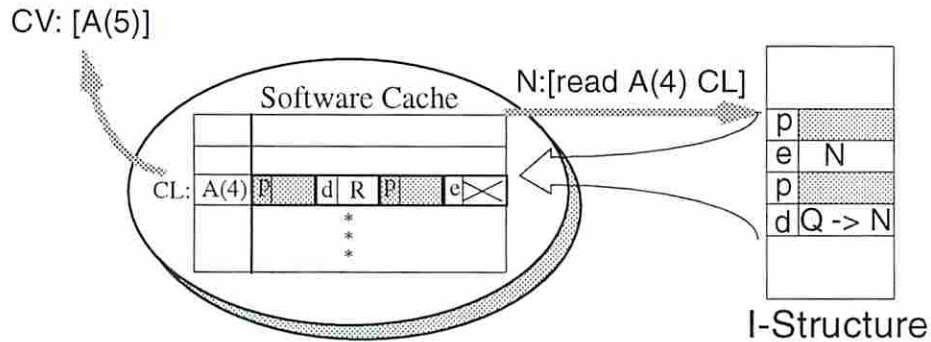 CV: [A(5)]
Software Cache
N:[read A(4) CL]
CL: A(4) p d R p e
*
*
*
p
e N
p
d Q -> N
I-Structure